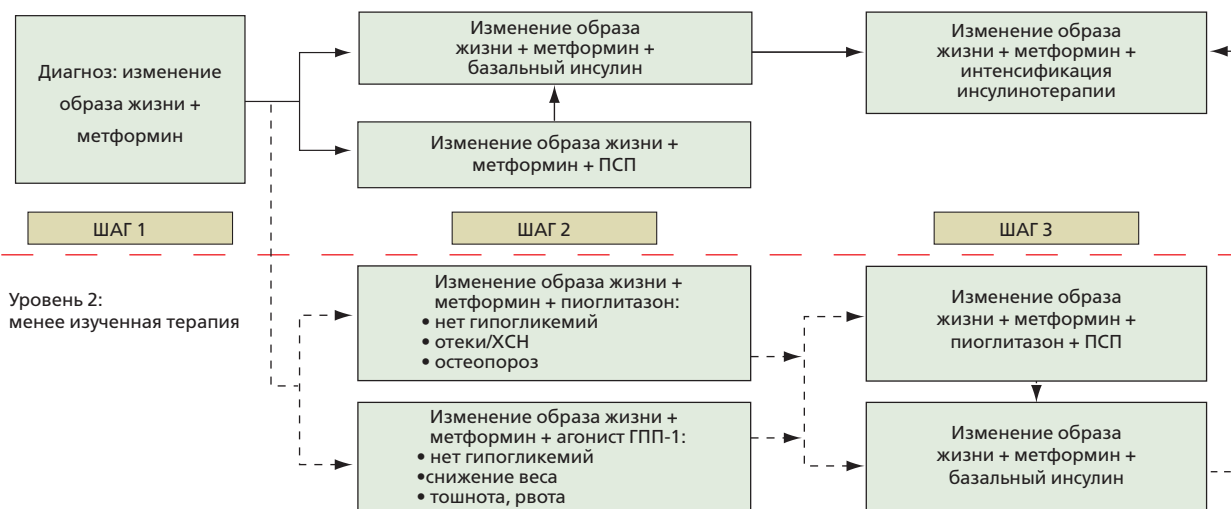 Диагноз: изменение
образа жизни +
метформин
Изменение образа
жизни + метформин +
базальный инсулин
Изменение образа жизни +
метформин + ПСП
Изменение образа
жизни + метформин +
интенсификация
инсулинотерапии
ШАГ 1
ШАГ 2
ШАГ 3
Уровень 2:
менее изученная терапия
Изменение образа жизни +
метформин + пиоглитазон:
• нет гипогликемий
• отеки/ХСН
• остеопороз
Изменение образа жизни +
метформин + агонист ГПП-1:
• нет гипогликемий
•снижение веса
• тошнота, рвота
Изменение образа
жизни + метформин +
пиоглитазон + ПСП
Изменение образа
жизни + метформин +
базальный инсулин